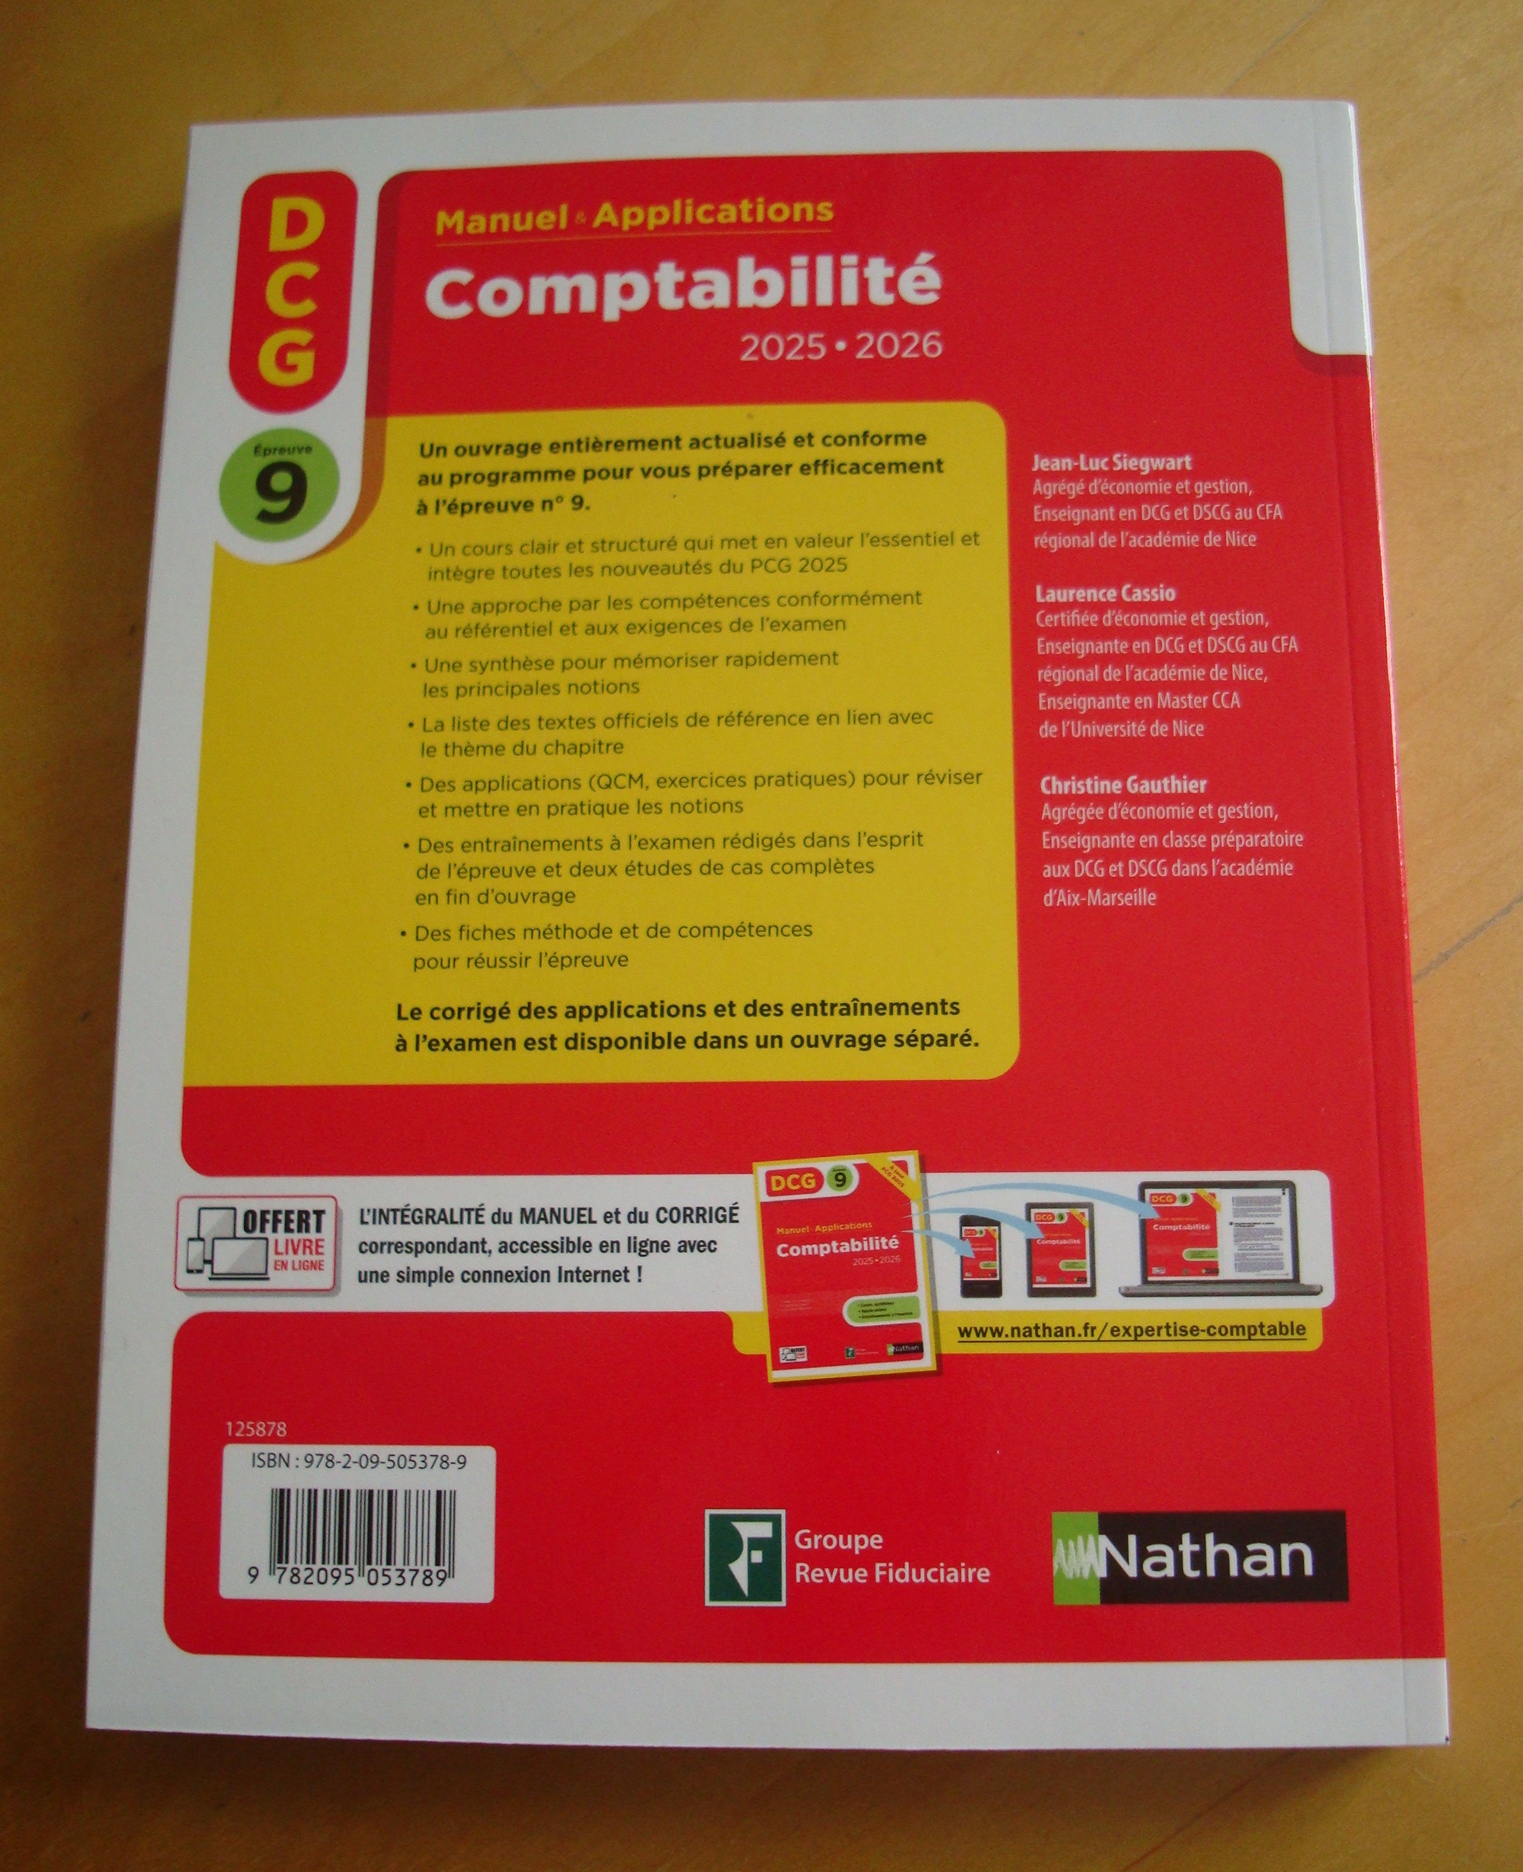 D
C
G
Épreuve
9
Manuel & Applications
Comptabilité
2025 • 2026
Un ouvrage entièrement actualisé et conforme
au programme pour vous préparer efficacement
à l'épreuve n° 9.
• Un cours clair et structuré qui met en valeur l'essentiel et
intègre toutes les nouveautés du PCG 2025
• Une approche par les compétences conformément
au référentiel et aux exigences de l'examen
• Une synthèse pour mémoriser rapidement
les principales notions
• La liste des textes officiels de référence en lien avec
le thème du chapitre
• Des applications (QCM, exercices pratiques) pour réviser
et mettre en pratique les notions
• Des entraînements à l'examen rédigés dans l'esprit
de l'épreuve et deux études de cas complètes
en fin d'ouvrage
• Des fiches méthode et de compétences
pour réussir l'épreuve
Le corrigé des applications et des entraînements
à l'examen est disponible dans un ouvrage séparé.
Jean-Luc Siegwart
Agrégé d'économie et gestion,
Enseignant en DCG et DSCG au CFA
régional de l'académie de Nice
Laurence Cassio
Certifiée d'économie et gestion,
Enseignante en DCG et DSCG au CFA
régional de l'académie de Nice,
Enseignante en Master CCA
de l'Université de Nice
Christine Gauthier
Agrégée d'économie et gestion,
Enseignante en classe préparatoire
aux DCG et DSCG dans l'académie
d'Aix-Marseille
OFFERT
LIVRE
EN LIGNE
L'INTÉGRALITÉ du MANUEL et du CORRIGÉ
correspondant, accessible en ligne avec
une simple connexion Internet !
DCG 9
Manuel & Applications
Comptabilité
2025 • 2026
Nathan
DCG 9
Comptabilité
DCG 9
Comptabilité
www.nathan.fr/expertise-comptable
125878
ISBN : 978-2-09-505378-9
9 782095 053789
Groupe
Revue Fiduciaire
Nathan